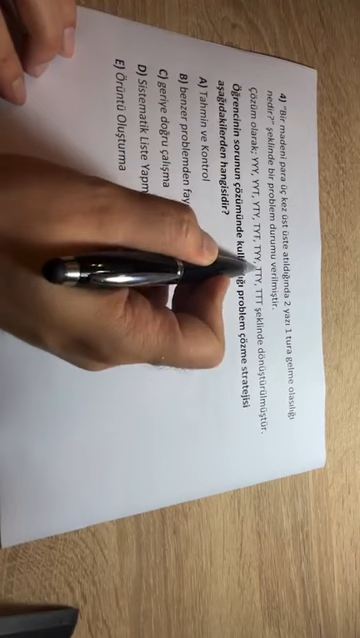 4) "Bir madeni para üç kez üst üste atıldığında 2 yazı 1 tura gelme olasılığı
nedir?" şeklinde bir problem durumu verilmiştir.
Çözüm olarak; YYY, YYT, YTY, TYT, TYY, TTY, TTT şeklinde dönüştürülmüştür.
Öğrencinin sorunun çözümünde problem çözme stratejisi
aşağıdakilerden hangisidir?
A) Tahmin ve Kontrol
B) benzer problemden
C) geriye doğru çalışma
D) Sistematik Liste
E) Örüntü Oluşturma